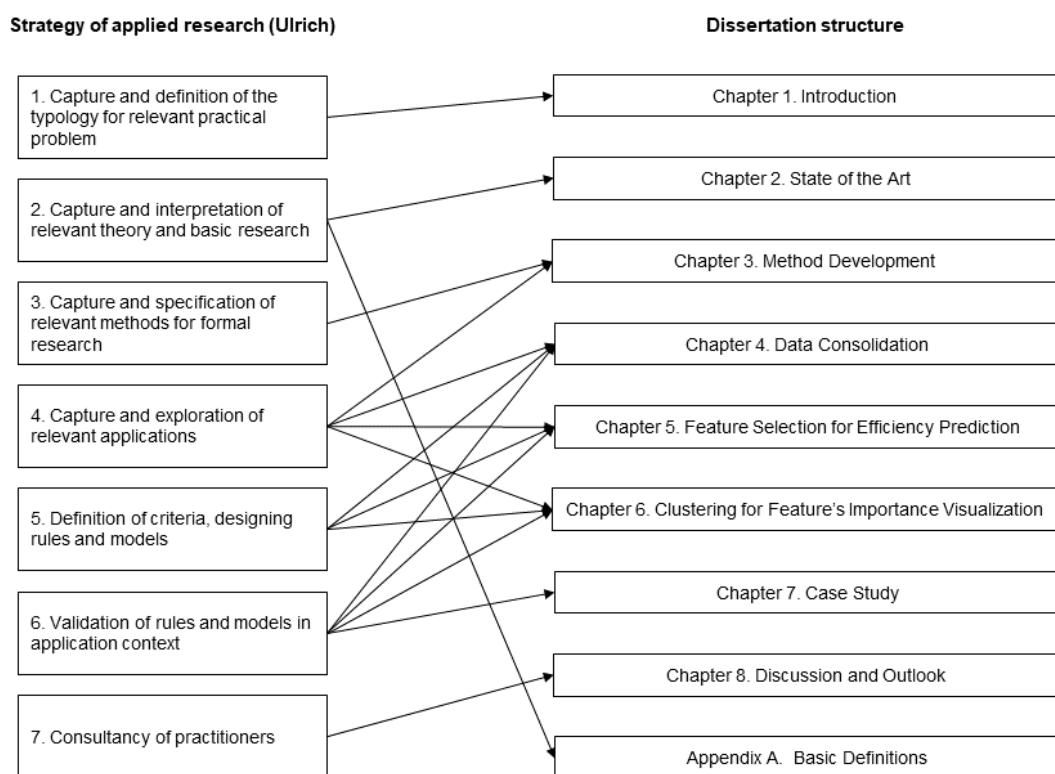 Strategy of applied research (Ulrich)
Dissertation structure
1. Capture and definition of the
typology for relevant practical
problem
2. Capture and interpretation of
relevant theory and basic research
3. Capture and specification of
relevant methods for formal
research
4. Capture and exploration of
relevant applications
5. Definition of criteria, designing
rules and models
6. Validation of rules and models in
application context
7. Consultancy of practitioners
Chapter 1. Introduction
Chapter 2. State of the Art
Chapter 3. Method Development
Chapter 4. Data Consolidation
Chapter 5. Feature Selection for Efficiency Prediction
Chapter 6. Clustering for Feature's Importance Visualization
Chapter 7. Case Study
Chapter 8. Discussion and Outlook
Appendix A. Basic Definitions